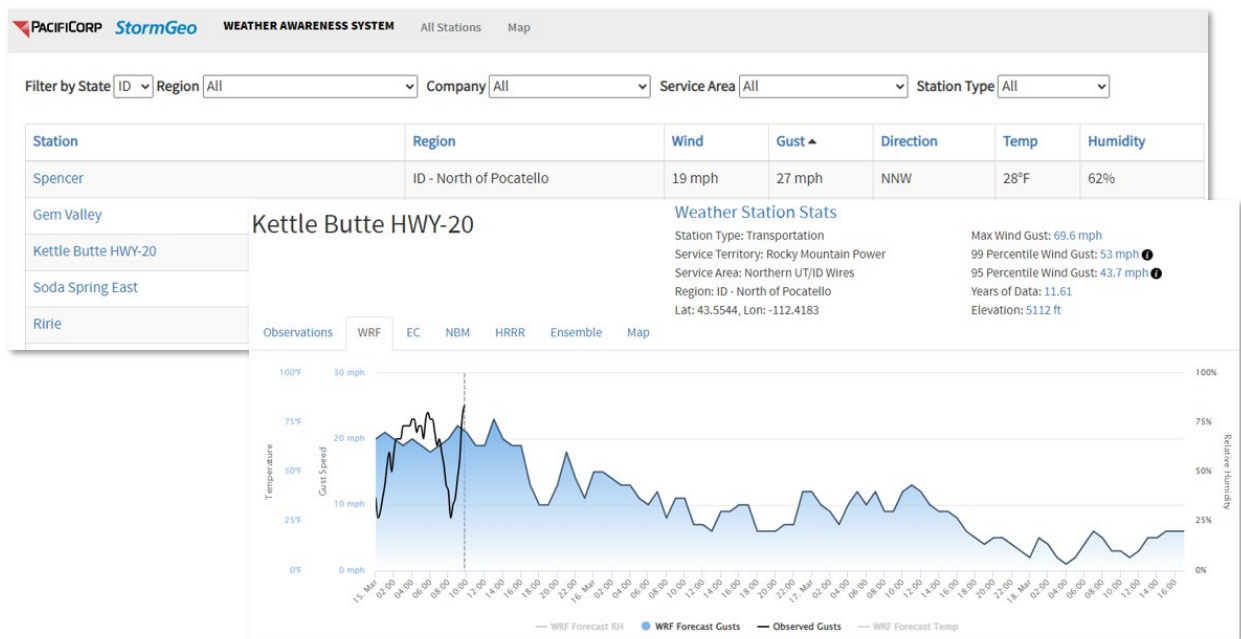 PACIFICORP StormGeo WEATHER AWARENESS SYSTEM All Stations Map
Filter by State ID Region All Company All Service Area All Station Type All
Station Region Wind Gust Direction Temp Humidity
Spencer ID - North of Pocatello 19 mph 27 mph NNW 28°F 62%
Gem Valley
Kettle Butte HWY-20
Soda Spring East
Ririe
Kettle Butte HWY-20
Weather Station Stats
Station Type: Transportation Max Wind Gust: 69.6 mph
Service Territory: Rocky Mountain Power 99 Percentile Wind Gust: 53 mph
Service Area: Northern UT/ID Wires 95 Percentile Wind Gust: 43.7 mph
Region: ID - North of Pocatello Years of Data: 11.61
Lat: 43.5544, Lon: -112.4183 Elevation: 5112 ft
Observations WRF EC NBM HRRR Ensemble Map
100°F 30 mph 100%
75°F 75%
20 mph
50°F 50%
10 mph
25°F 25%
0°F 0 mph 0%
Temperature
Gust Speed
Relative Humidity
15. Mar 02:00 04:00 06:00 08:00 10:00 12:00 14:00 16:00 18:00 20:00 22:00 16. Mar 02:00 04:00 06:00 08:00 10:00 12:00 14:00 16:00 18:00 20:00 22:00 17. Mar 02:00 04:00 06:00 08:00 10:00 12:00 14:00 16:00 18:00 20:00 22:00 18. Mar 02:00 04:00 06:00 08:00 10:00 12:00 14:00 16:00
WRF Forecast RH WRF Forecast Gusts Observed Gusts WRF Forecast Temp